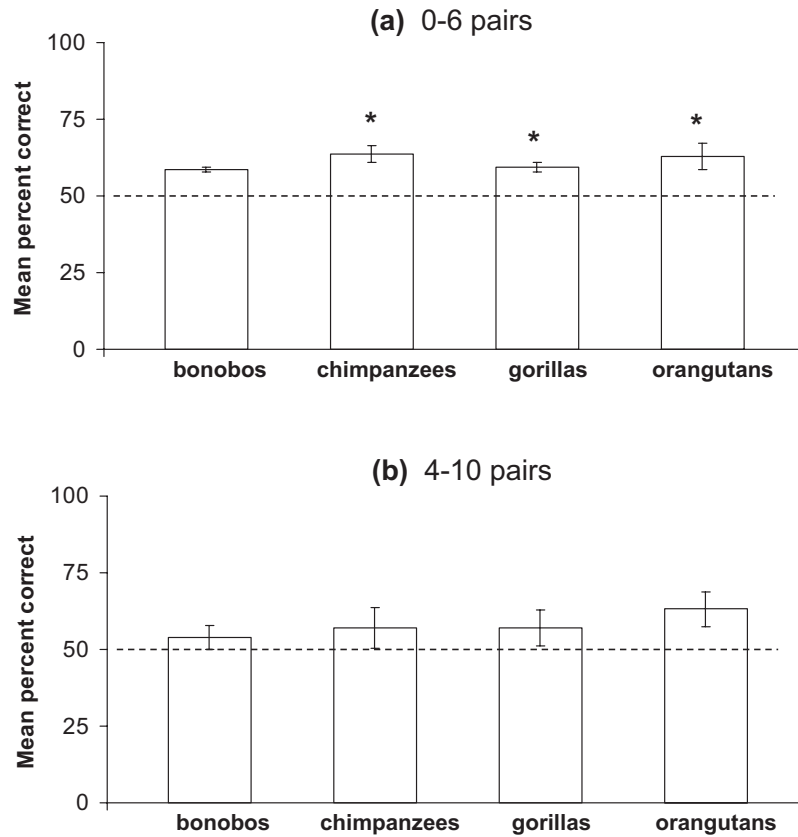 (a) 0-6 pairs
100
75
50
25
0
Mean percent correct
*
*
*
bonobos chimpanzees gorillas orangutans
(b) 4-10 pairs
100
75
50
25
0
Mean percent correct
bonobos chimpanzees gorillas orangutans